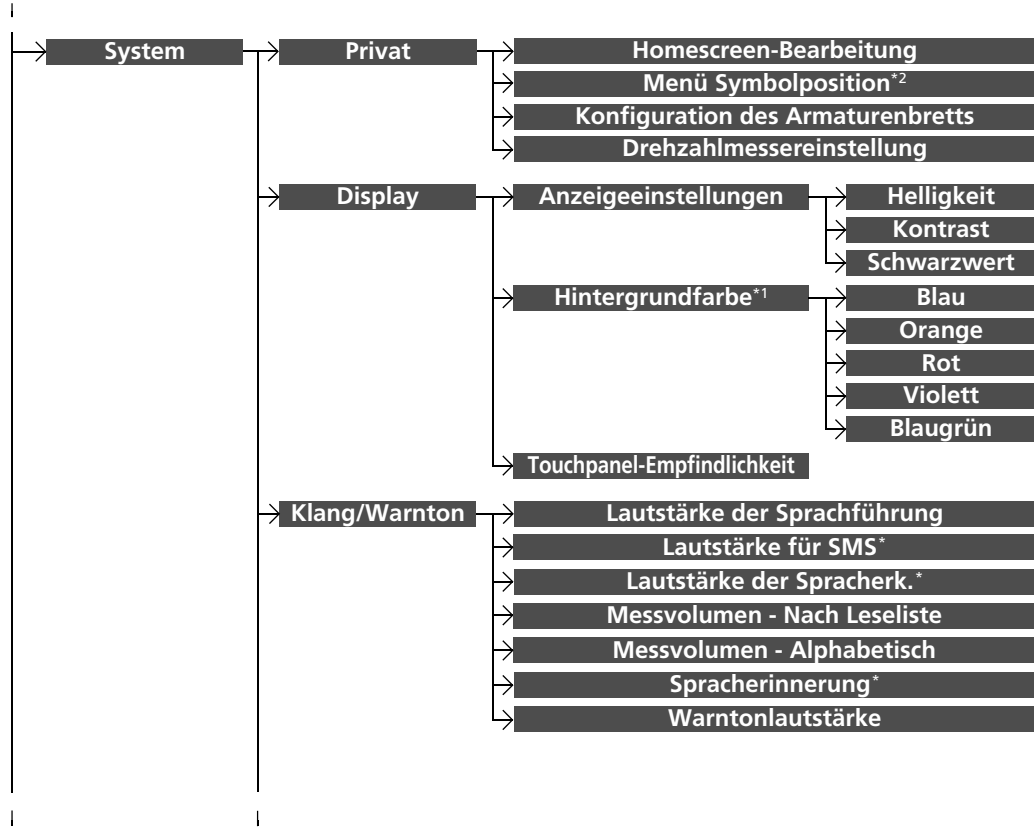 System
Privat
Homescreen-Bearbeitung
Menü Symbolposition*2
Konfiguration des Armaturenbretts
Drehzahlmessereinstellung
Display
Anzeigeeinstellungen
Helligkeit
Kontrast
Schwarzwert
Hintergrundfarbe*1
Blau
Orange
Rot
Violett
Blaugrün
Touchpanel-Empfindlichkeit
Klang/Warnton
Lautstärke der Sprachführung
Lautstärke für SMS*
Lautstärke der Spracherk.*
Messvolumen - Nach Leseliste
Messvolumen - Alphabetisch
Spracherinnerung*
Warntonlautstärke